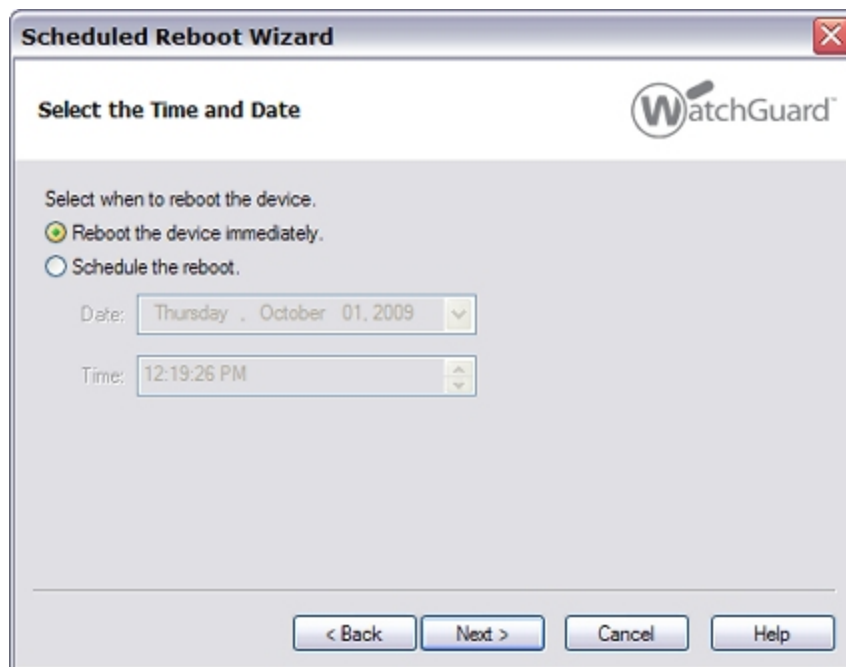 Scheduled Reboot Wizard
Select the Time and Date
WatchGuard
Select when to reboot the device.
Reboot the device immediately.
Schedule the reboot.
Date: Thursday , October 01, 2009
Time: 12:19:26 PM
< Back Next > Cancel Help